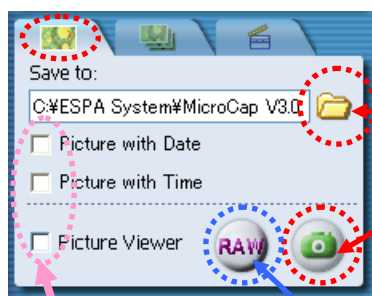 Save to:
C:¥ESPA System¥MicroCap V3.0
Picture with Date
Picture with Time
Picture Viewer
RAW